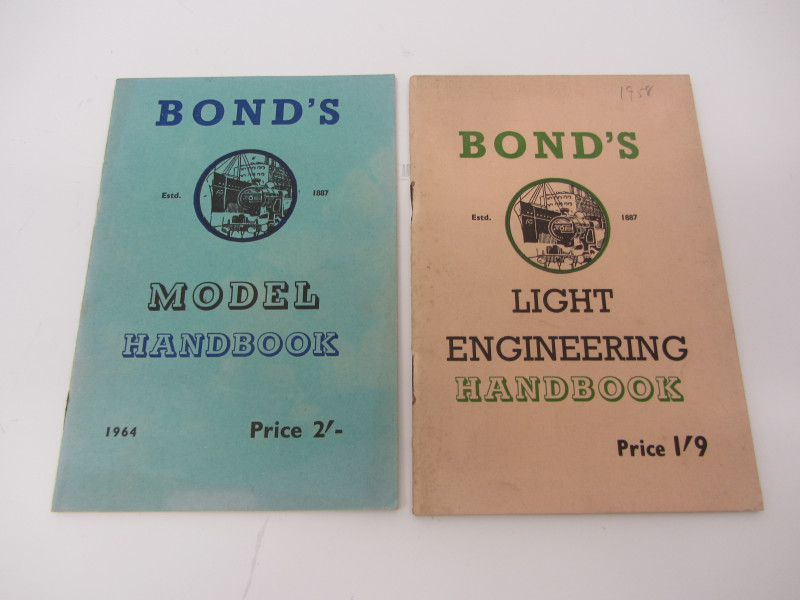 BOND'S
Estd. 1887
MODEL
HANDBOOK
1964 Price 2/-
1958
BOND'S
Estd. 1887
LIGHT
ENGINEERING
HANDBOOK
Price 1/9